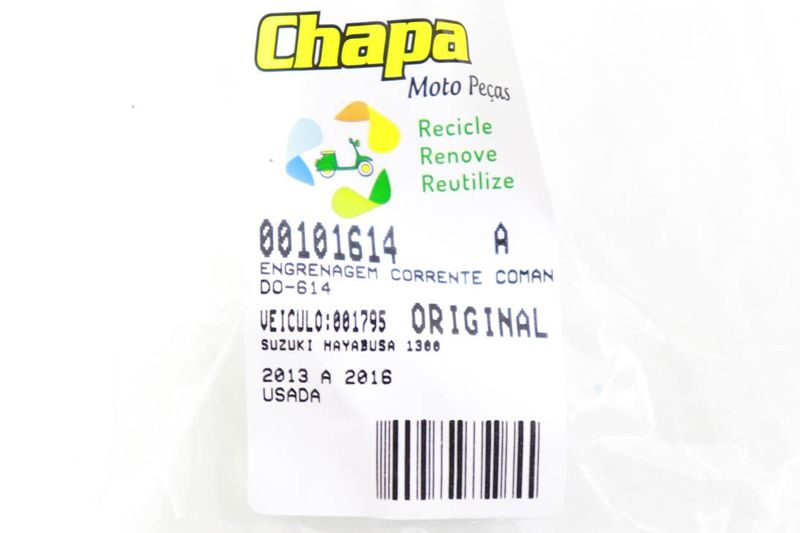 Chapa
Moto Peças
Recicle
Renove
Reutilize
00101614 A
ENGRENAGEM CORRENTE COMAN
DO-614
VEICULO:001795 ORIGINAL
SUZUKI HAYABUSA 1300
2013 A 2016
USADA